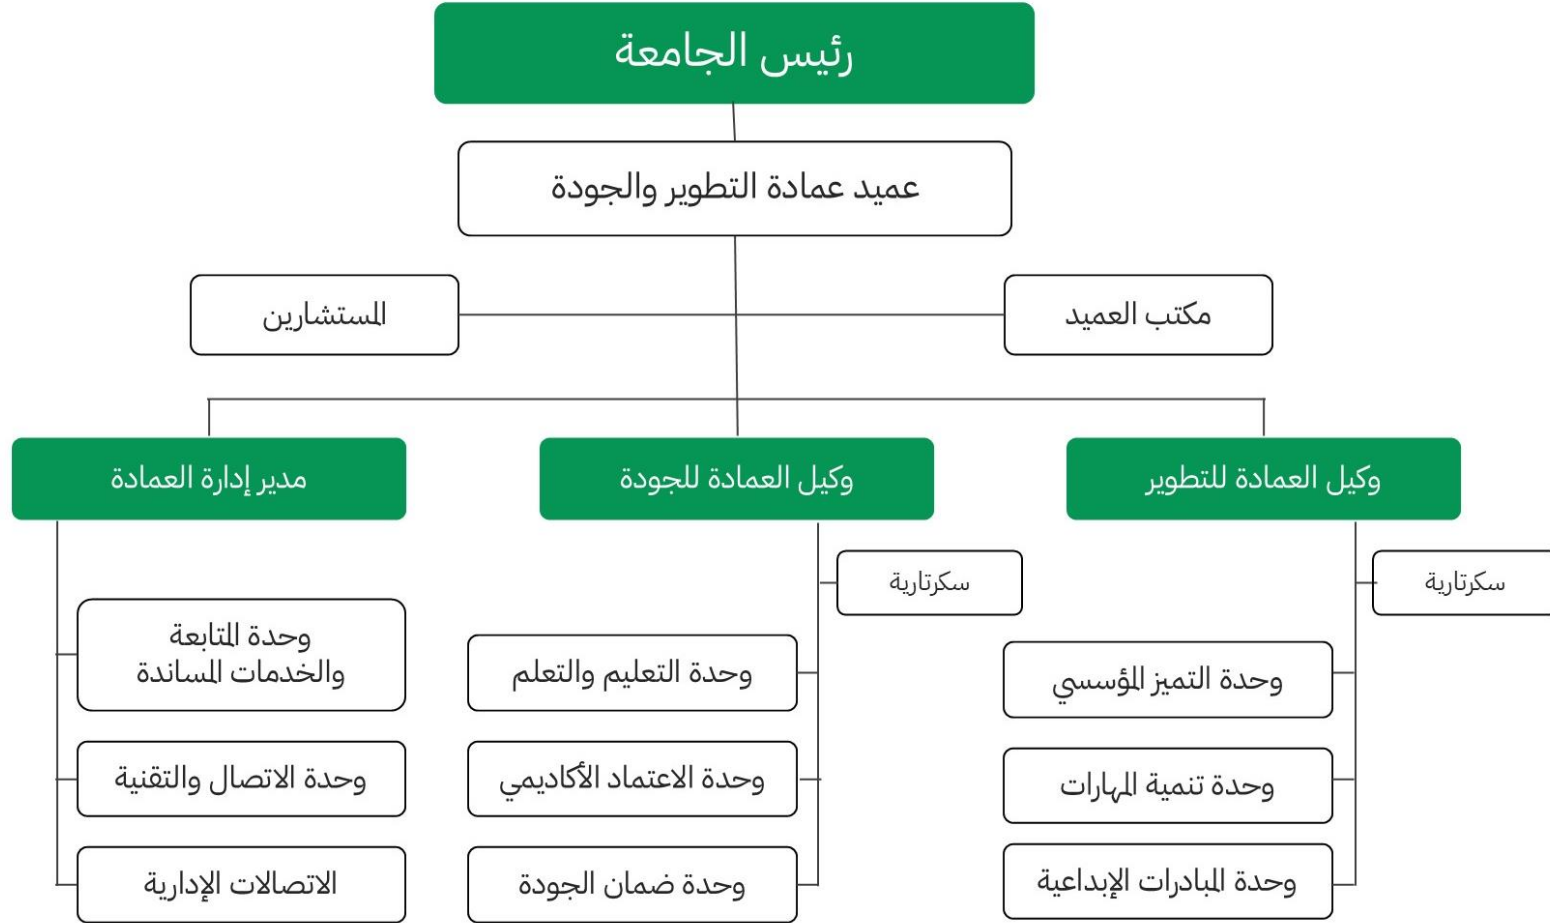 رئيس الجامعة
عميد عمادة التطوير والجودة
مكتب العميد
المستشارين
وكيل العمادة للتطوير
وكيل العمادة للجودة
مدير إدارة العمادة
سكرتارية
وحدة التميز المؤسسي
وحدة تنمية المهارات
وحدة المبادرات الإبداعية
سكرتارية
وحدة التعليم والتعلم
وحدة الاعتماد الأكاديمي
وحدة ضمان الجودة
وحدة المتابعة
والخدمات المساندة
وحدة الاتصال والتقنية
الاتصالات الإدارية